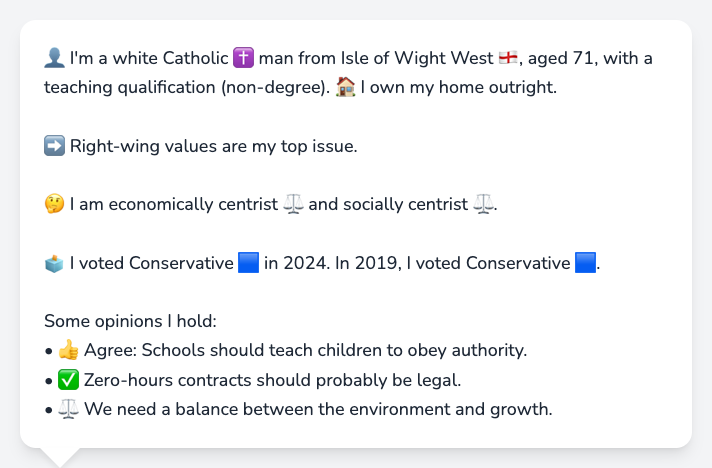 👤 I'm a white Catholic ✝️ man from Isle of Wight West 🏴󠁧󠁢󠁥󠁮󠁧󠁿, aged 71, with a
teaching qualification (non-degree). 🏠 I own my home outright.
➡️ Right-wing values are my top issue.
🤔 I am economically centrist ⚖️ and socially centrist ⚖️.
🗳️ I voted Conservative 🟦 in 2024. In 2019, I voted Conservative 🟦.
Some opinions I hold:
• 👍 Agree: Schools should teach children to obey authority.
• ✅ Zero-hours contracts should probably be legal.
• ⚖️ We need a balance between the environment and growth.